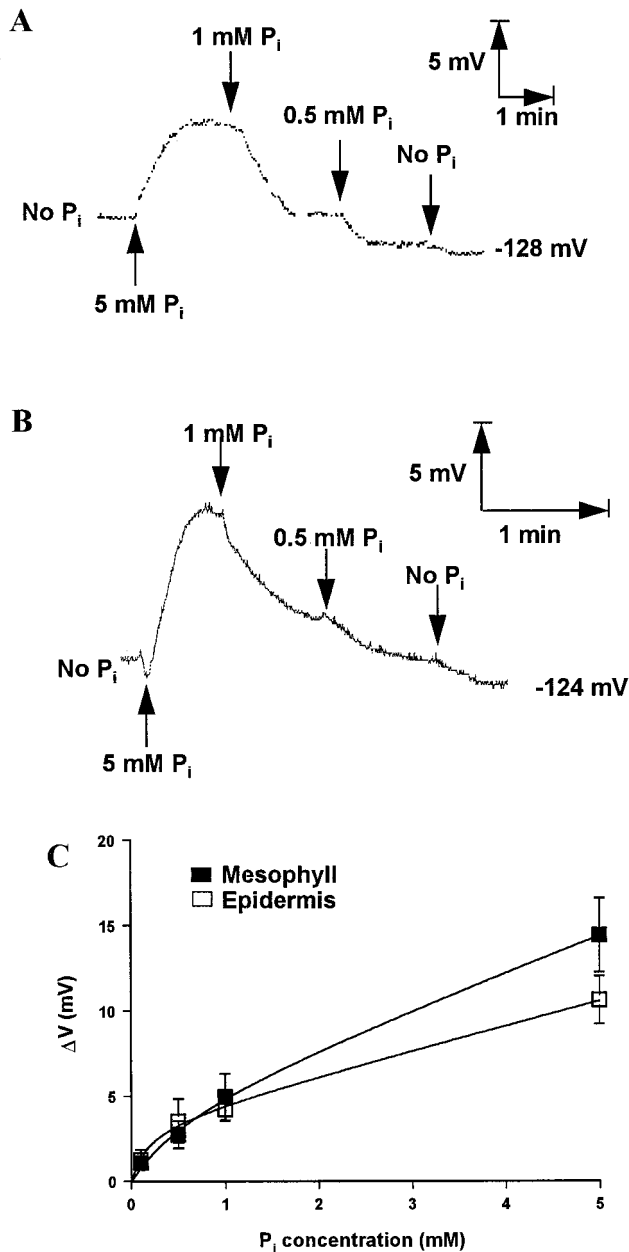 A
1 mM Pi
5 mV
1 min
0.5 mM Pi
No Pi
No Pi
-128 mV
5 mM Pi
B
1 mM Pi
5 mV
1 min
0.5 mM Pi
No Pi
No Pi
-124 mV
5 mM Pi
C
20
Mesophyll
Epidermis
15
10
5
0
ΔV (mV)
0 1 2 3 4 5
Pi concentration (mM)